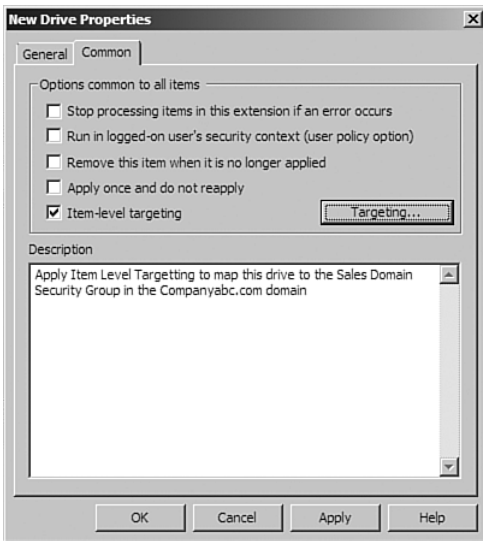 New Drive Properties
General Common
Options common to all items
Stop processing items in this extension if an error occurs
Run in logged-on user's security context (user policy option)
Remove this item when it is no longer applied
Apply once and do not reapply
Item-level targeting Targeting...
Description
Apply Item Level Targetting to map this drive to the Sales Domain
Security Group in the Companyabc.com domain
OK Cancel Apply Help